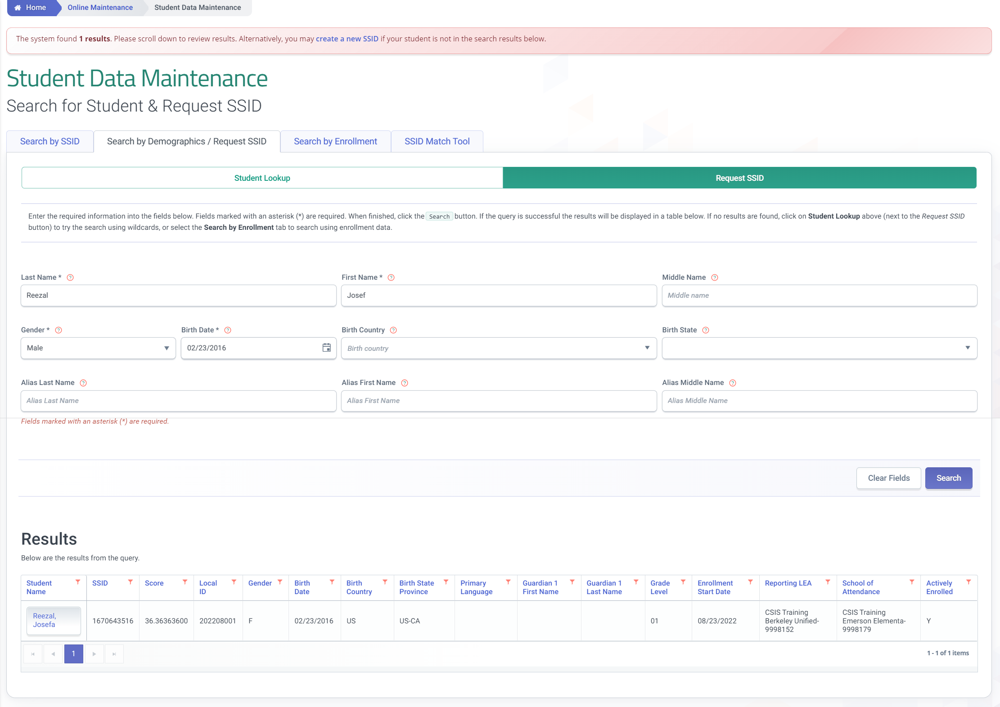 Home Online Maintenance Student Data Maintenance
The system found 1 results. Please scroll down to review results. Alternatively, you may create a new SSID if your student is not in the search results below.
Student Data Maintenance
Search for Student & Request SSID
Search by SSID Search by Demographics / Request SSID Search by Enrollment SSID Match Tool
Student Lookup Request SSID
Enter the required information into the fields below. Fields marked with an asterisk (*) are required. When finished, click the Search button. If the query is successful the results will be displayed in a table below. If no results are found, click on Student Lookup above (next to the Request SSID
button) to try the search using wildcards, or select the Search by Enrollment tab to search using enrollment data.
Last Name * First Name * Middle Name
Reezal Josef Middle name
Gender * Birth Date * Birth Country Birth State
Male 02/23/2016 Birth country
Alias Last Name Alias First Name Alias Middle Name
Alias Last Name Alias First Name Alias Middle Name
Fields marked with an asterisk (*) are required.
Clear Fields Search
Results
Below are the results from the query.
Student Name SSID Score Local ID Gender Birth Date Birth Country Birth State Province Primary Language Guardian 1 First Name Guardian 1 Last Name Grade Level Enrollment Start Date Reporting LEA School of Attendance Actively Enrolled
Reezal, Josefa 1670643516 36.36363600 202208001 F 02/23/2016 US US-CA 01 08/23/2022 CSIS Training Berkeley Unified-9998152 CSIS Training Emerson Elementa-9998179 Y
1 1 - 1 of 1 items